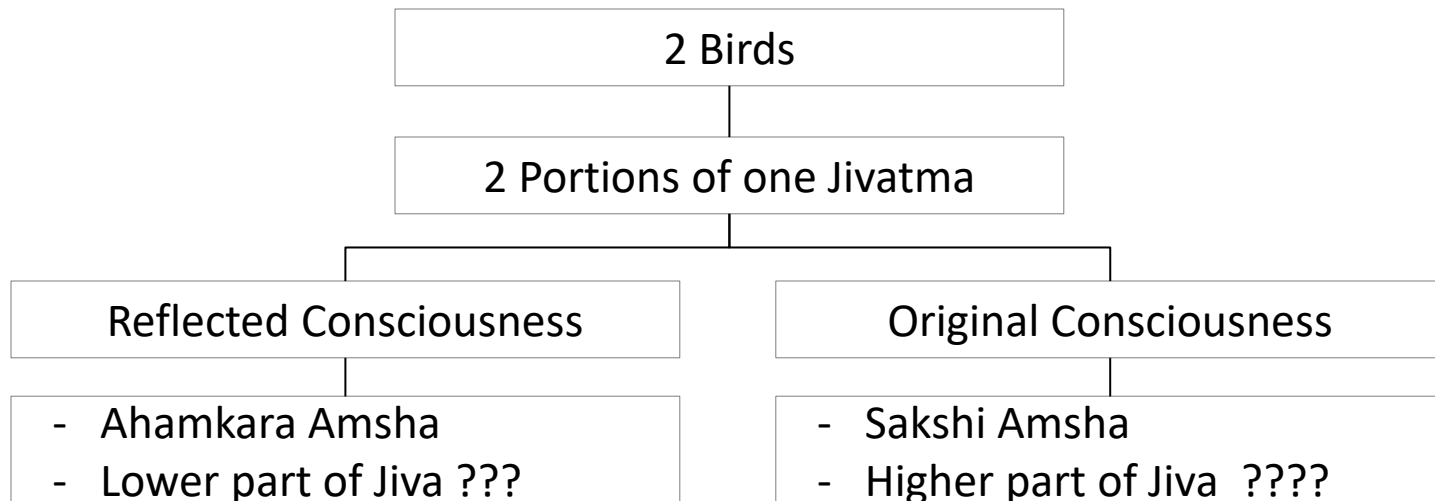 2 Birds
2 Portions of one Jivatma
Reflected Consciousness
- Ahamkara Amsha
- Lower part of Jiva ???
Original Consciousness
- Sakshi Amsha
- Higher part of Jiva ????